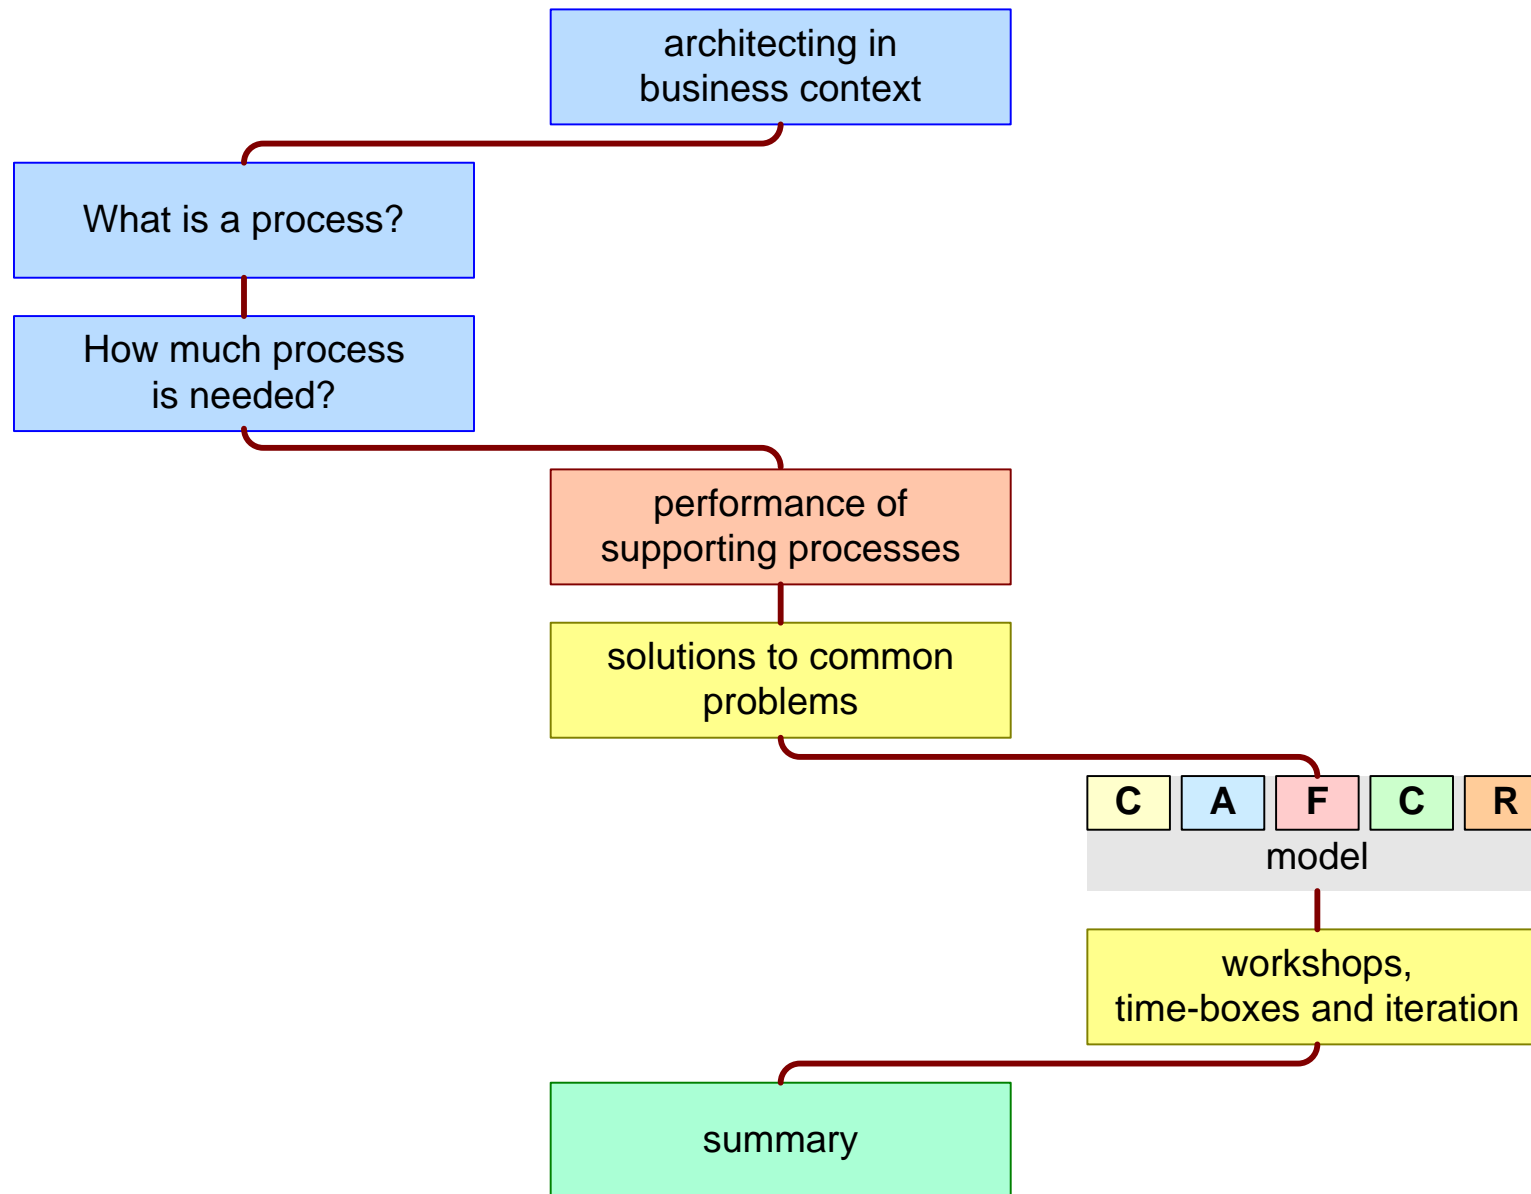 architecting in
business context
What is a process?
How much process
is needed?
performance of
supporting processes
solutions to common
problems
C A F C R
model
workshops,
time-boxes and iteration
summary